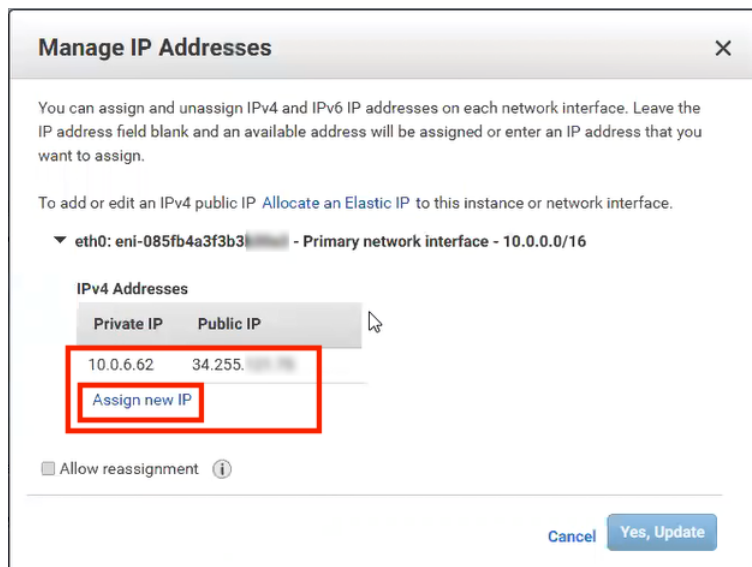 Manage IP Addresses
You can assign and unassign IPv4 and IPv6 IP addresses on each network interface. Leave the
IP address field blank and an available address will be assigned or enter an IP address that you
want to assign.
To add or edit an IPv4 public IP Allocate an Elastic IP to this instance or network interface.
eth0: eni-085fb4a3f3b3 - Primary network interface - 10.0.0.0/16
IPv4 Addresses
Private IP Public IP
10.0.6.62 34.255.
Assign new IP
Allow reassignment
Cancel Yes, Update